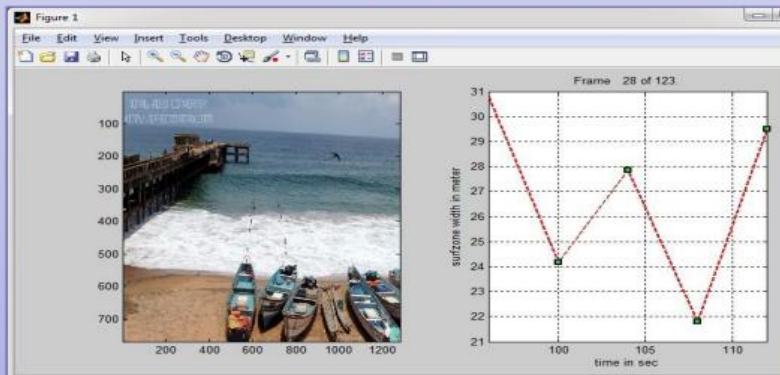 Figure 1
File Edit View Insert Tools Desktop Window Help
100
200
300
400
500
600
700
200 400 600 800 1000 1200
Frame 28 of 123
31
30
29
28
27
26
25
24
23
22
21
surfzone width in meter
100 105 110
time in sec